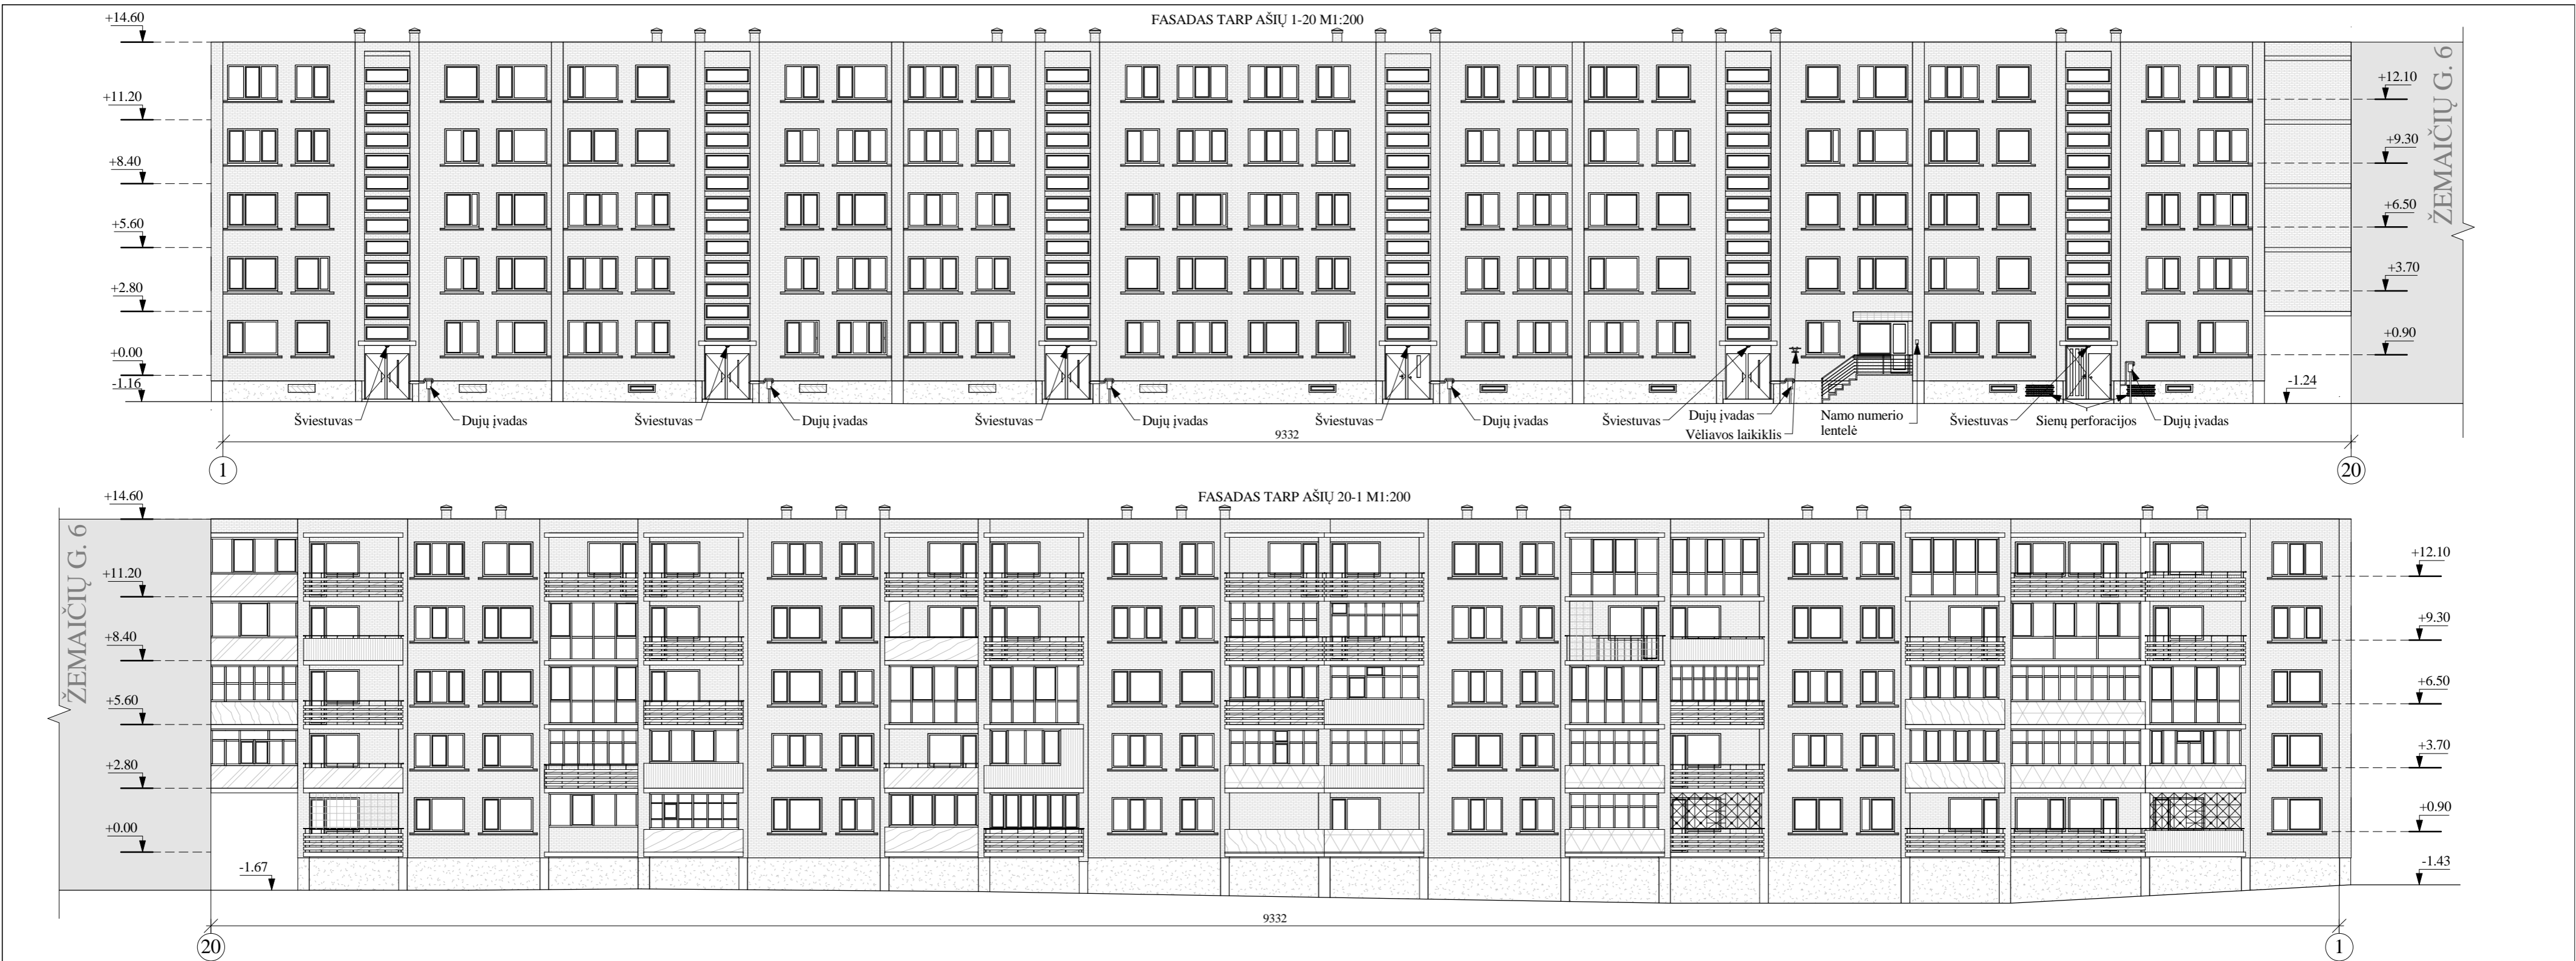 FASADAS TARP AŠIŲ 1-20 M1:200
+14.60
+11.20
+8.40
+5.60
+2.80
+0.00
-1.16
ŽEMAIČIŲ G. 6
+12.10
+9.30
+6.50
+3.70
+0.90
-1.24
Šviestuvas
Dujų įvadas
Šviestuvas
Dujų įvadas
Šviestuvas
Dujų įvadas
Šviestuvas
Dujų įvadas
Šviestuvas
Dujų įvadas
Vėliavos laikiklis
Namo numerio
lentelė
Šviestuvas
Sienų perforacijos
Dujų įvadas
9332
1
20
FASADAS TARP AŠIŲ 20-1 M1:200
ŽEMAIČIŲ G. 6
+14.60
+11.20
+8.40
+5.60
+2.80
+0.00
-1.67
+12.10
+9.30
+6.50
+3.70
+0.90
-1.43
9332
20
1